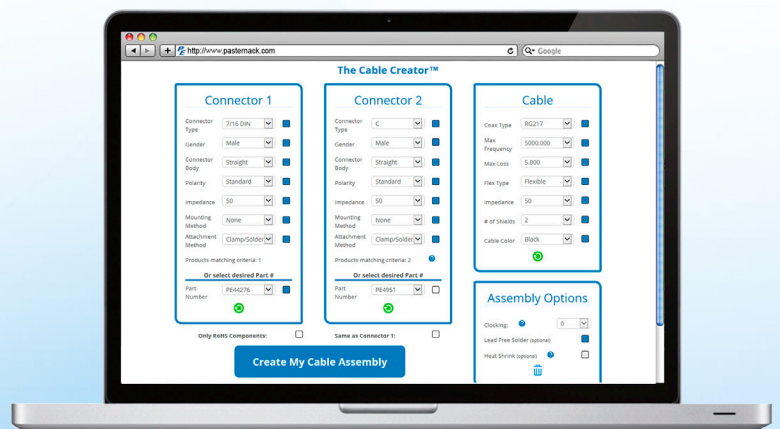 http://www.pasternack.com
Google
The Cable Creator™
Connector 1
Connector Type
7/16 DIN
Gender
Male
Connector Body
Straight
Polarity
Standard
Impedance
50
Mounting Method
None
Attachment Method
Clamp/Solder
Products matching criteria: 1
Or select desired Part #
Part Number
PE44276
Only RoHS Components:
Connector 2
Connector Type
C
Gender
Male
Connector Body
Straight
Polarity
Standard
Impedance
50
Mounting Method
None
Attachment Method
Clamp/Solder
Products matching criteria: 2
?
Or select desired Part #
Part Number
PE4951
Same as Connector 1:
Create My Cable Assembly
Cable
Coax Type
RG217
Max Frequency
5000.000
Max Loss
5.800
Flex Type
Flexible
Impedance
50
# of Shields
2
Cable Color
Black
Assembly Options
Clocking:
?
0
Lead Free Solder (optional)
Heat Shrink (optional)
?